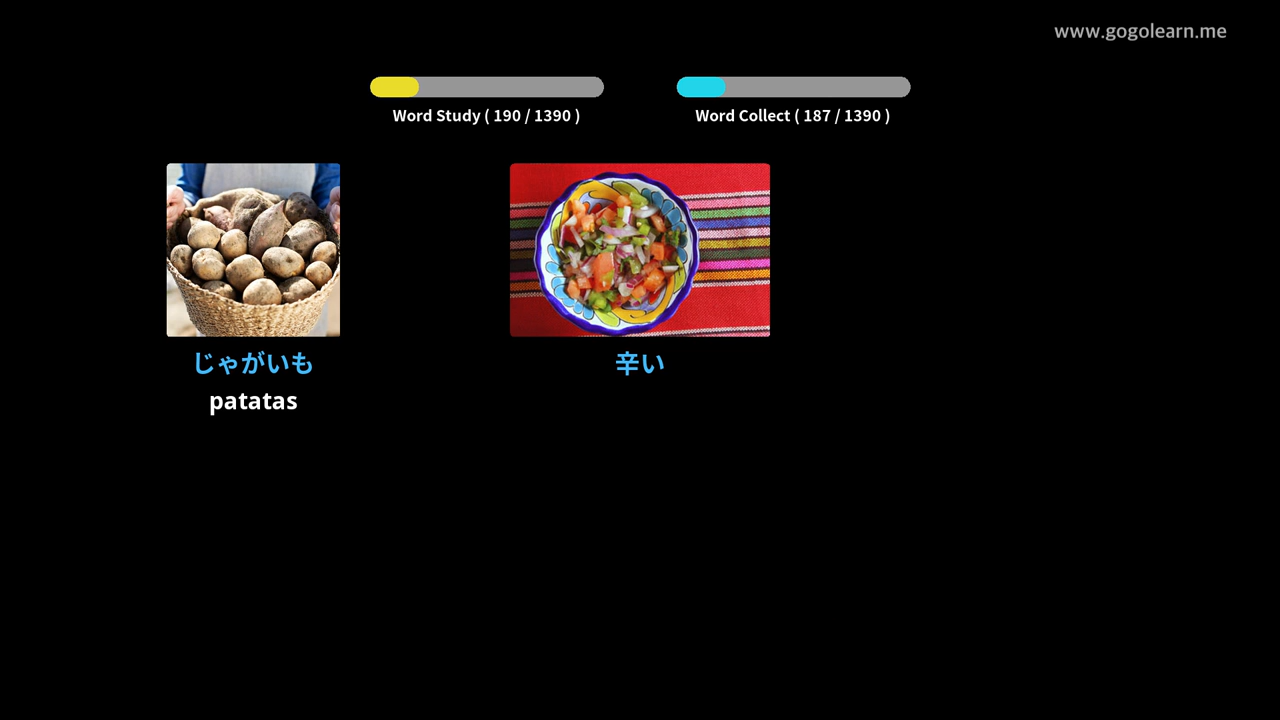 www.gogolearn.me
Word Study ( 190 / 1390 )
Word Collect ( 187 / 1390 )
じゃがいも
patatas
辛い